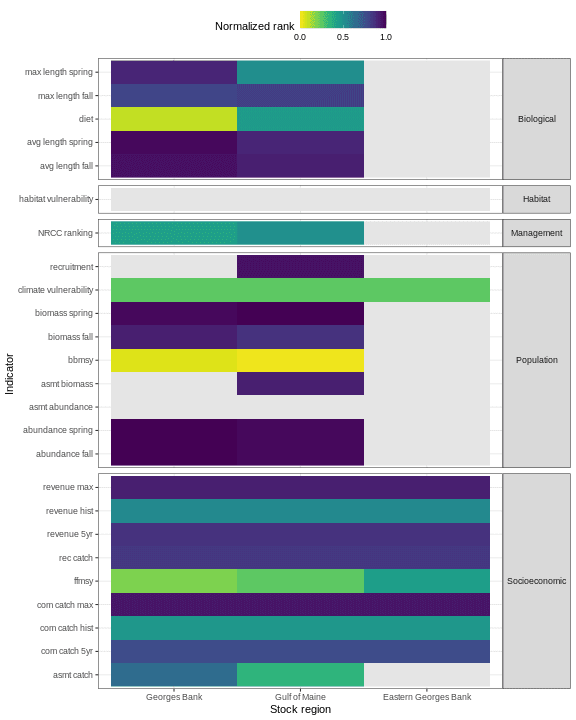 Normalized rank
0.0 0.5 1.0
max length spring
max length fall
diet
avg length spring
avg length fall
Biological
habitat vulnerability
Habitat
NRCC ranking
Management
recruitment
climate vulnerability
biomass spring
biomass fall
bbmsy
asmt biomass
asmt abundance
abundance spring
abundance fall
Population
Indicator
revenue max
revenue hist
revenue 5yr
rec catch
ffmsy
com catch max
com catch hist
com catch 5yr
asmt catch
Socioeconomic
Georges Bank Gulf of Maine Eastern Georges Bank
Stock region